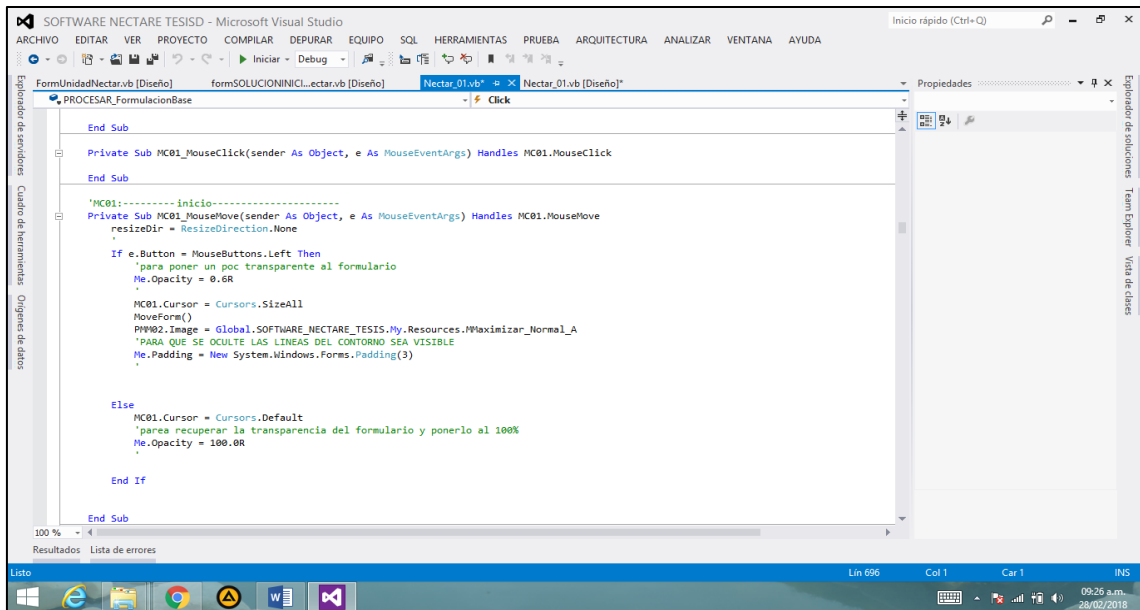 SOFTWARE NECTARE TESISD - Microsoft Visual Studio
Inicio rápido (Ctrl+Q)
ARCHIVO EDITAR VER PROYECTO COMPILAR DEPURAR EQUIPO SQL HERRAMIENTAS PRUEBA ARQUITECTURA ANALIZAR VENTANA AYUDA
Iniciar Debug
FormUnidadNectar.vb [Diseño] formSOLUCIONINICI...ectar.vb [Diseño] Nectar_01.vb* Nectar_01.vb [Diseño]*
Propiedades
PROCESAR_FormulacionBase Click
End Sub
Private Sub MC01_MouseClick(sender As Object, e As MouseEventArgs) Handles MC01.MouseClick
End Sub
'MC01:---------inicio----------------------
Private Sub MC01_MouseMove(sender As Object, e As MouseEventArgs) Handles MC01.MouseMove
resizeDir = ResizeDirection.None
'
If e.Button = MouseButtons.Left Then
'para poner un poc transparente al formulario
Me.Opacity = 0.6R
'
MC01.Cursor = Cursors.SizeAll
MoveForm()
PMM02.Image = Global.SOFTWARE_NECTARE_TESIS.My.Resources.MMaximizar_Normal_A
'PARA QUE SE OCULTE LAS LINEAS DEL CONTORNO SEA VISIBLE
Me.Padding = New System.Windows.Forms.Padding(3)
'
Else
MC01.Cursor = Cursors.Default
'parea recuperar la transparencia del formulario y ponerlo al 100%
Me.Opacity = 100.0R
'
End If
End Sub
100 %
Explorador de servidores
Cuadro de herramientas
Orígenes de datos
Explorador de soluciones
Team Explorer
Vista de clases
Resultados Lista de errores
Listo Lín 696 Col 1 Car 1 INS
09:26 a.m.
28/02/2018